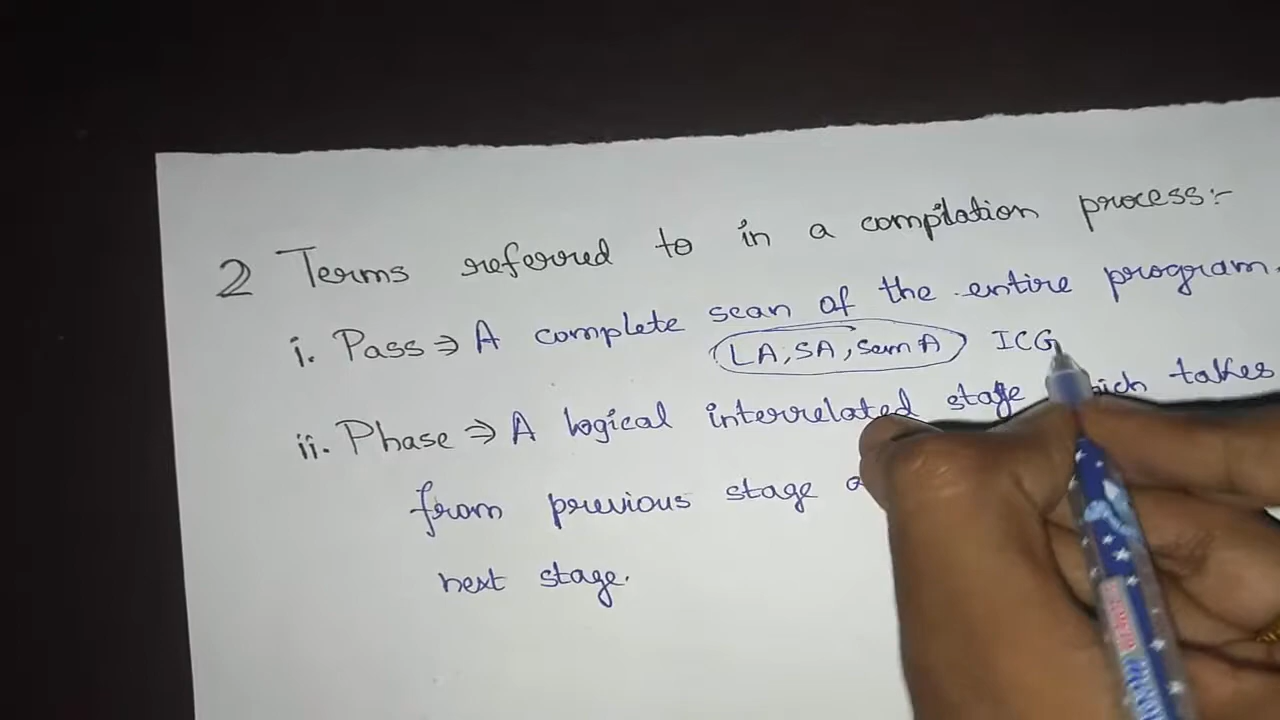 2 Terms referred to in a compilation process:-
i. Pass ⇒ A complete scan of the entire program.
LA, SA, Sem A ICG
ii. Phase ⇒ A logical interrelated stage which takes
from previous stage
next stage.